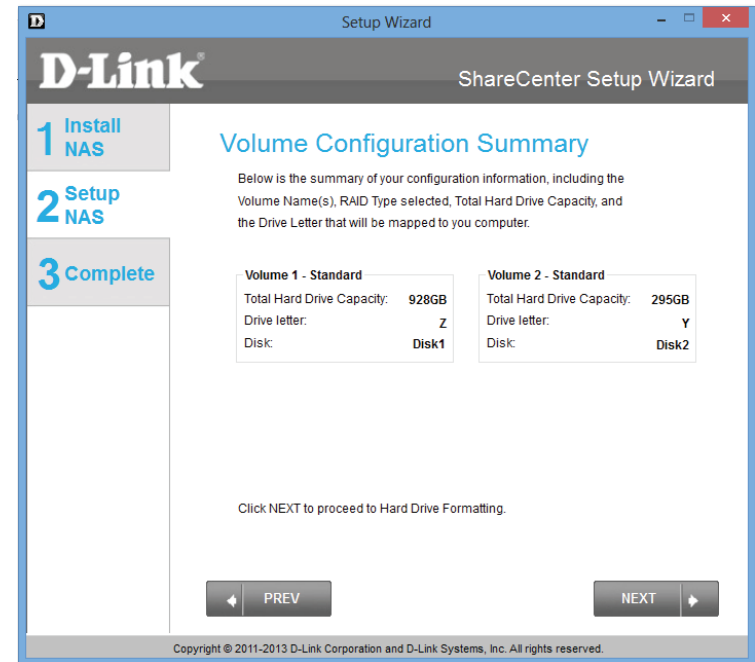 Setup Wizard
D-Link®
ShareCenter Setup Wizard
1 Install
NAS
2 Setup
NAS
3 Complete
Volume Configuration Summary
Below is the summary of your configuration information, including the
Volume Name(s), RAID Type selected, Total Hard Drive Capacity, and
the Drive Letter that will be mapped to you computer.
Volume 1 - Standard
Total Hard Drive Capacity: 928GB
Drive letter: Z
Disk: Disk1
Volume 2 - Standard
Total Hard Drive Capacity: 295GB
Drive letter: Y
Disk: Disk2
Click NEXT to proceed to Hard Drive Formatting.
PREV
NEXT
Copyright © 2011-2013 D-Link Corporation and D-Link Systems, Inc. All rights reserved.